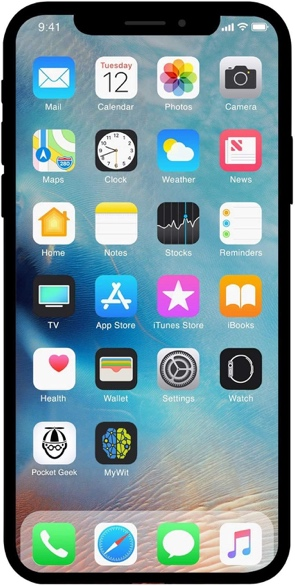 9:41
Tuesday
12
Mail
Calendar
Photos
Camera
280
Maps
Clock
Weather
News
Home
Notes
Stocks
Reminders
TV
App Store
iTunes Store
iBooks
Health
Wallet
Settings
Watch
Pocket Geek
MyWit